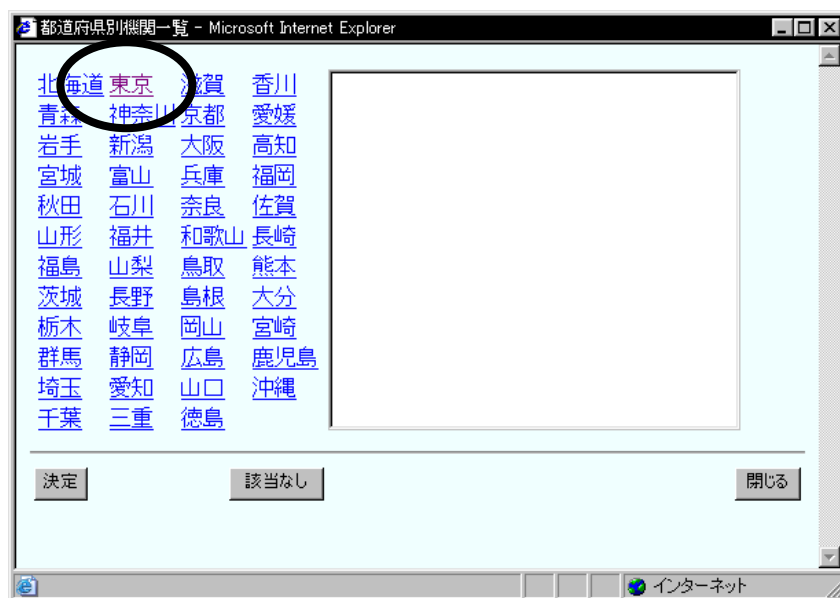 都道府県別機関一覧 - Microsoft Internet Explorer
北海道 東京 滋賀 香川
青森 神奈川 京都 愛媛
岩手 新潟 大阪 高知
宮城 富山 兵庫 福岡
秋田 石川 奈良 佐賀
山形 福井 和歌山 長崎
福島 山梨 鳥取 熊本
茨城 長野 島根 大分
栃木 岐阜 岡山 宮崎
群馬 静岡 広島 鹿児島
埼玉 愛知 山口 沖縄
千葉 三重 徳島
決定 該当なし 閉じる
インターネット